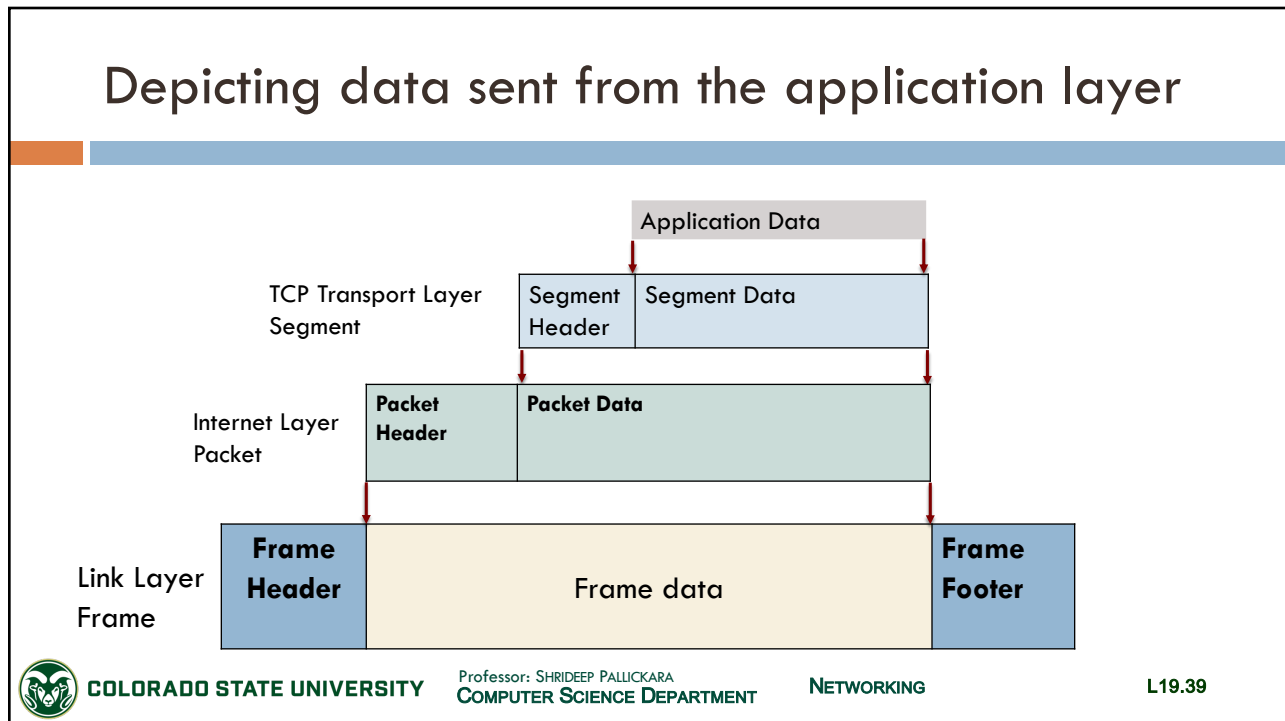 Depicting data sent from the application layer
Application Data
TCP Transport Layer
Segment
Segment
Header
Segment Data
Internet Layer
Packet
Packet
Header
Packet Data
Link Layer
Frame
Frame
Header
Frame data
Frame
Footer
COLORADO STATE UNIVERSITY
Professor: SHRIDEEP PALLICKARA
COMPUTER SCIENCE DEPARTMENT
NETWORKING
L19.39